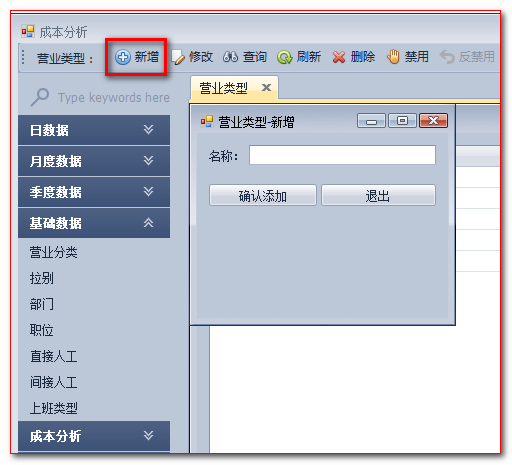 成本分析
营业类型： 新增 修改 查询 刷新 删除 禁用 反禁用
Type keywords here
营业类型
日数据
月度数据
季度数据
基础数据
营业分类
拉别
部门
职位
直接人工
间接人工
上班类型
成本分析
营业类型-新增
名称：
确认添加 退出